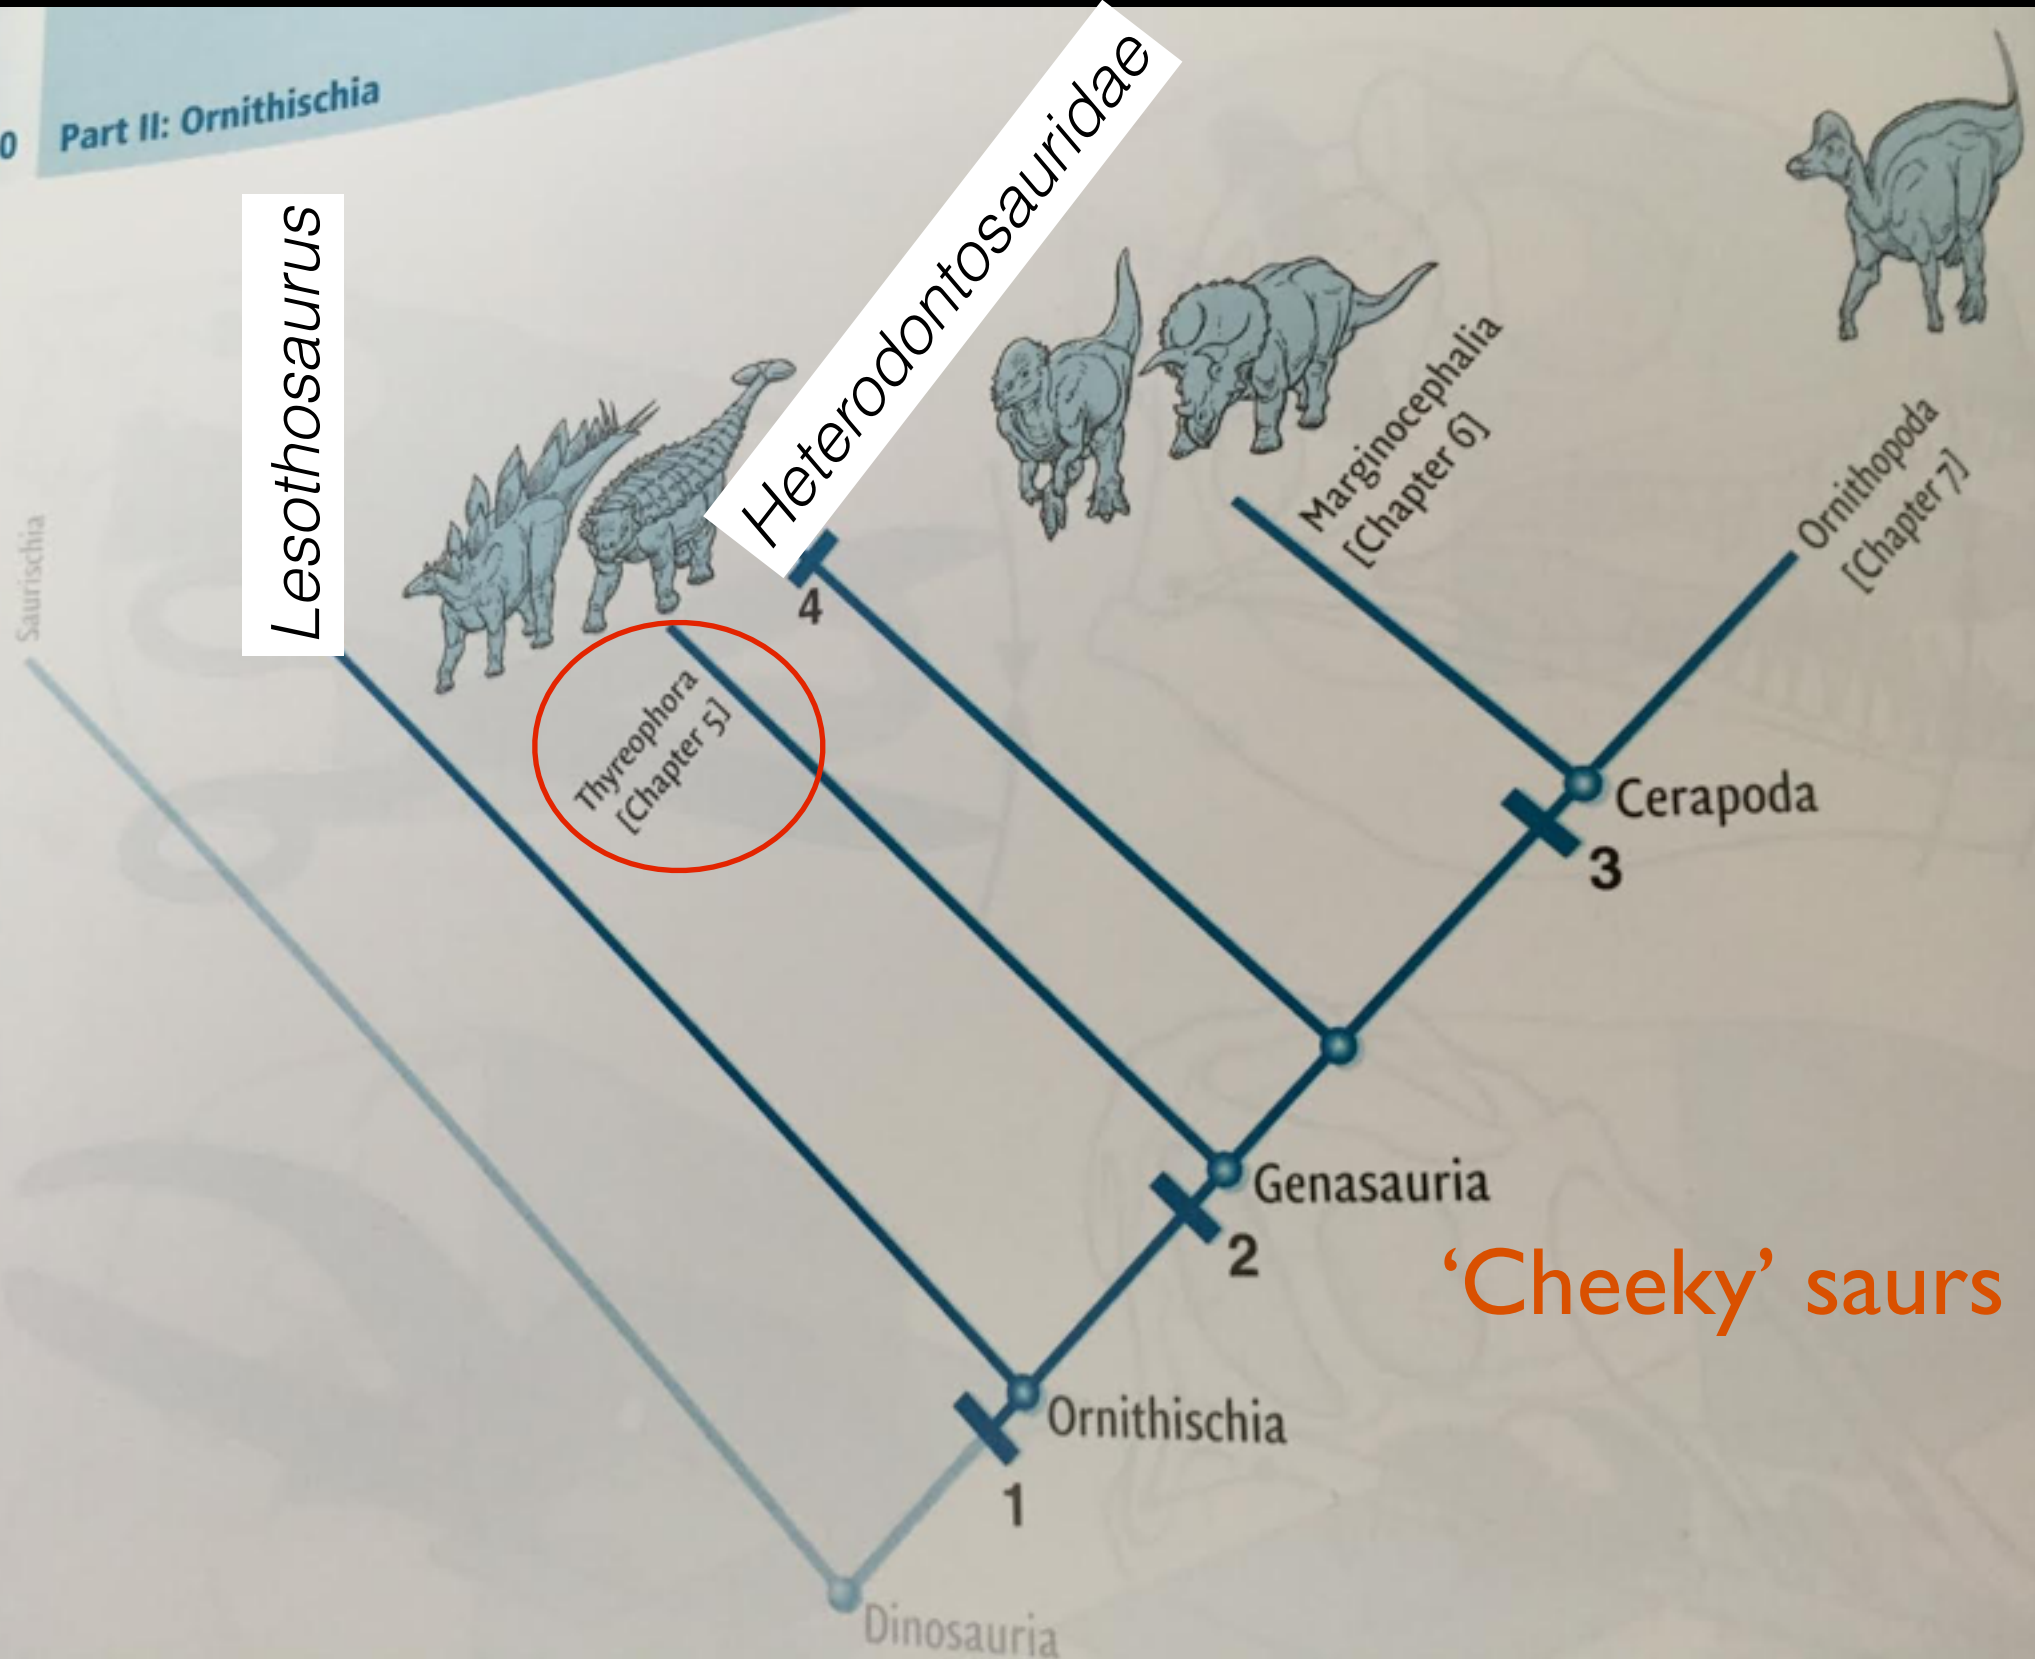 0 Part II: Ornithischia
Saurischia
Lesothosaurus
Thyreophora
[Chapter 5]
Heterodontosauridae
4
Marginocephalia
[Chapter 6]
Ornithopoda
[Chapter 7]
Cerapoda
3
Genasauria
2
'Cheeky' saurs
Ornithischia
1
Dinosauria